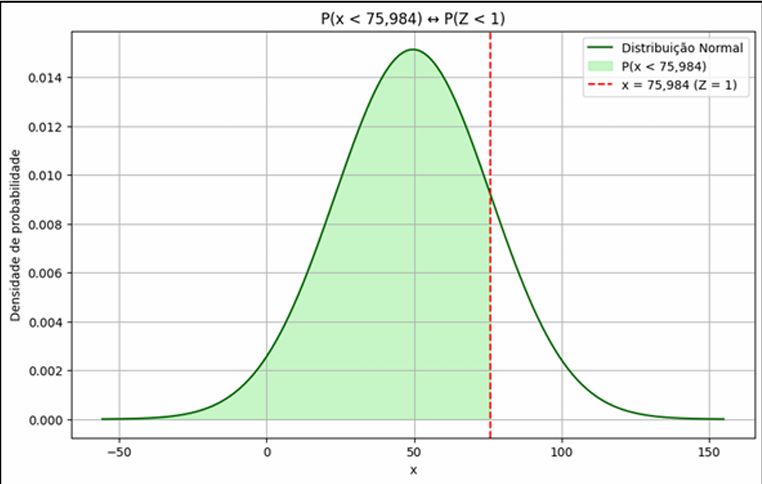 P(x < 75,984) ↔ P(Z < 1)
Distribuição Normal
P(x < 75,984)
x = 75,984 (Z = 1)
Densidade de probabilidade
0.014
0.012
0.010
0.008
0.006
0.004
0.002
0.000
−50
0
50
100
150
x